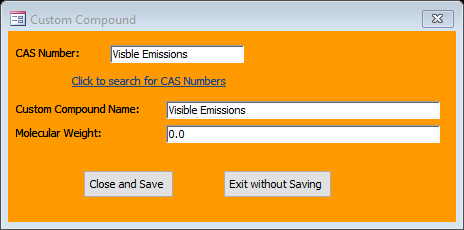 Custom Compound
CAS Number: Visble Emissions
Click to search for CAS Numbers
Custom Compound Name: Visible Emissions
Molecular Weight: 0.0
Close and Save Exit without Saving